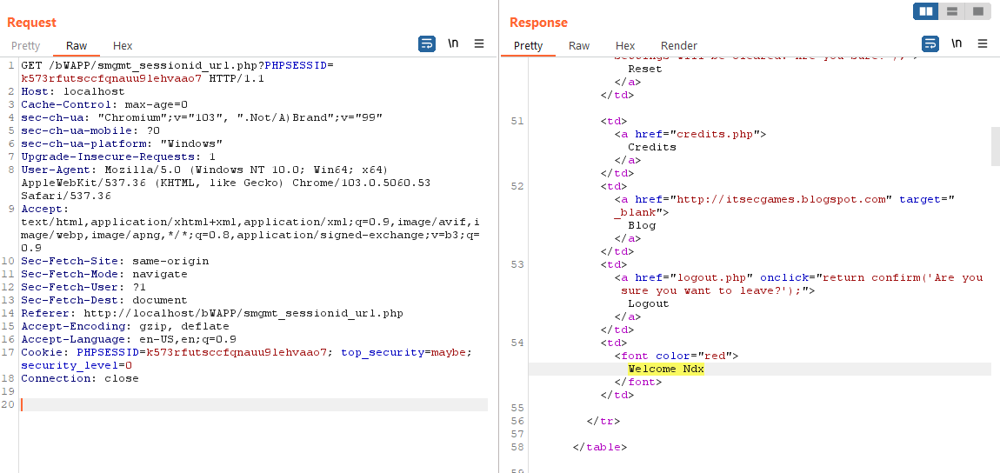 Request
Pretty Raw Hex
\n
1 GET /bWAPP/smgmt_sessionid_url.php?PHPSESSID=
k573rfutsccfqnauu9lehvaao7 HTTP/1.1
2 Host: localhost
3 Cache-Control: max-age=0
4 sec-ch-ua: "Chromium";v="103", ".Not/A)Brand";v="99"
5 sec-ch-ua-mobile: ?0
6 sec-ch-ua-platform: "Windows"
7 Upgrade-Insecure-Requests: 1
8 User-Agent: Mozilla/5.0 (Windows NT 10.0; Win64; x64)
AppleWebKit/537.36 (KHTML, like Gecko) Chrome/103.0.5060.53
Safari/537.36
9 Accept:
text/html,application/xhtml+xml,application/xml;q=0.9,image/avif,i
mage/webp,image/apng,*/*;q=0.8,application/signed-exchange;v=b3;q=
0.9
10 Sec-Fetch-Site: same-origin
11 Sec-Fetch-Mode: navigate
12 Sec-Fetch-User: ?1
13 Sec-Fetch-Dest: document
14 Referer: http://localhost/bWAPP/smgmt_sessionid_url.php
15 Accept-Encoding: gzip, deflate
16 Accept-Language: en-US,en;q=0.9
17 Cookie: PHPSESSID=k573rfutsccfqnauu9lehvaao7; top_security=maybe;
security_level=0
18 Connection: close
19
20
Response
Pretty Raw Hex Render
\n
settings will be cleared. Are you sure?');">
Reset
</a>
</td>
51 <td>
<a href="credits.php">
Credits
</a>
</td>
52 <td>
<a href="http://itsecgames.blogspot.com" target="
_blank">
Blog
</a>
</td>
53 <td>
<a href="logout.php" onclick="return confirm('Are you
sure you want to leave?');">
Logout
</a>
</td>
54 <td>
<font color="red">
Welcome Ndx
</font>
</td>
55
56 </tr>
57
58 </table>
59